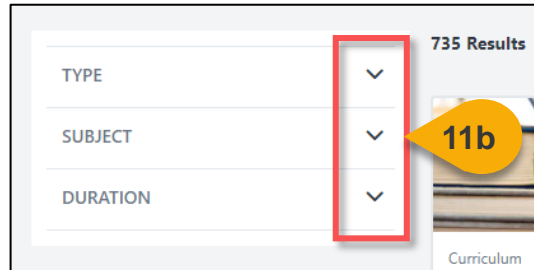 735 Results
TYPE
SUBJECT
11b
DURATION
Curriculum